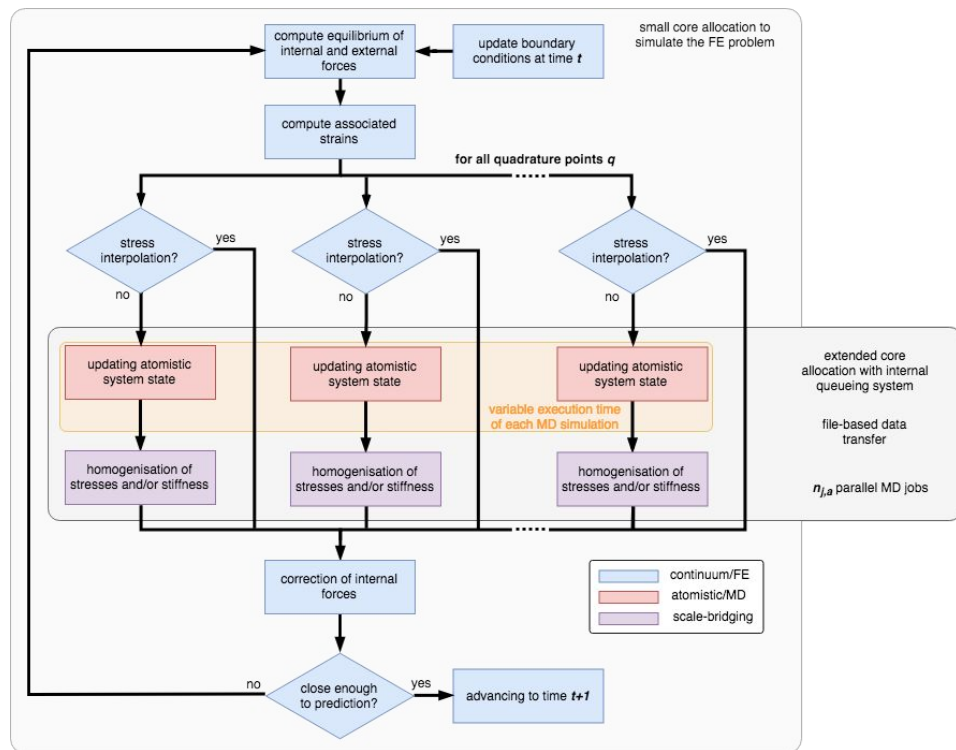 small core allocation to
simulate the FE problem
compute equilibrium of
internal and external
forces
update boundary
conditions at time t
compute associated
strains
for all quadrature points q
stress
interpolation?
yes
no
stress
interpolation?
yes
no
stress
interpolation?
yes
no
updating atomistic
system state
updating atomistic
system state
updating atomistic
system state
variable execution time
of each MD simulation
extended core
allocation with internal
queueing system
file-based data
transfer
n_{j,a} parallel MD jobs
homogenisation of
stresses and/or stiffness
homogenisation of
stresses and/or stiffness
homogenisation of
stresses and/or stiffness
correction of internal
forces
continuum/FE
atomistic/MD
scale-bridging
no
close enough
to prediction?
yes
advancing to time t+1